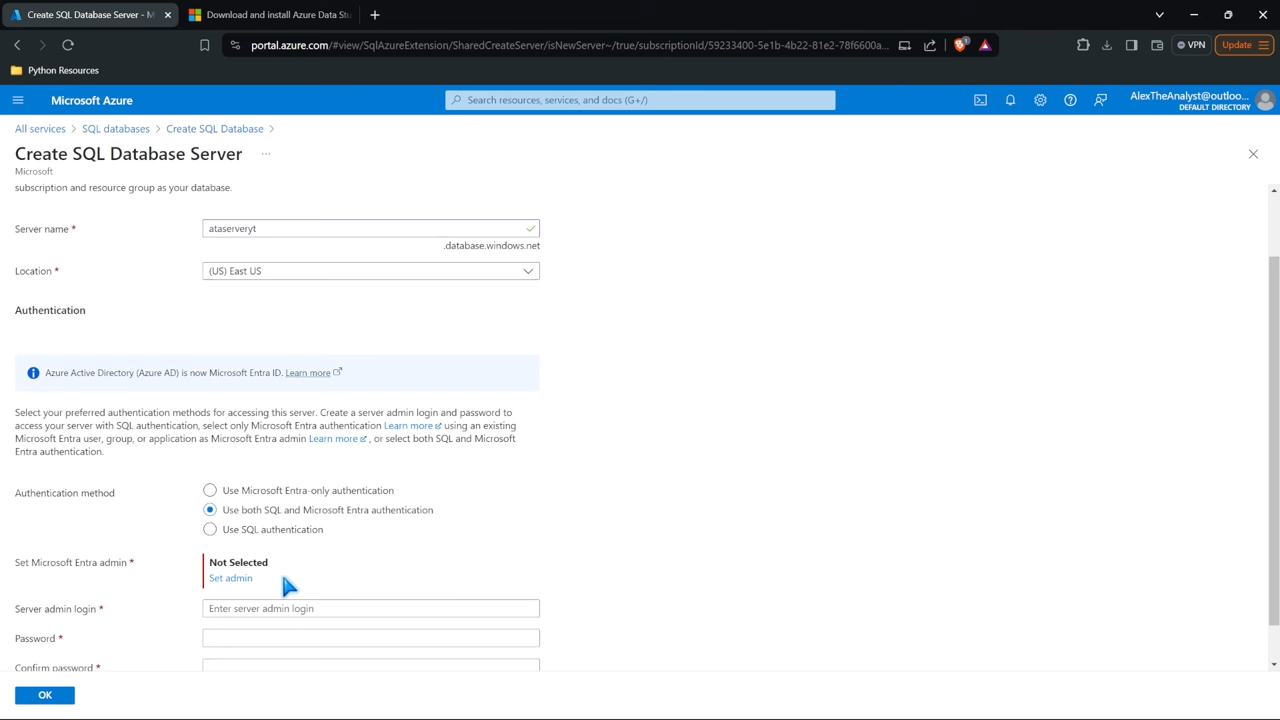 Create SQL Database Server - M
Download and install Azure Data Stu
portal.azure.com/#view/SqlAzureExtension/SharedCreateServer/isNewServer~/true/subscriptionId/59233400-5e1b-4b22-81e2-78f6600a...
1
VPN
Update
Python Resources
Microsoft Azure
Search resources, services, and docs (G+/)
AlexTheAnalyst@outloo...
DEFAULT DIRECTORY
All services > SQL databases > Create SQL Database >
Create SQL Database Server ...
Microsoft
subscription and resource group as your database.
Server name *
ataserveryt
.database.windows.net
Location *
(US) East US
Authentication
Azure Active Directory (Azure AD) is now Microsoft Entra ID. Learn more
Select your preferred authentication methods for accessing this server. Create a server admin login and password to
access your server with SQL authentication, select only Microsoft Entra authentication Learn more using an existing
Microsoft Entra user, group, or application as Microsoft Entra admin Learn more , or select both SQL and Microsoft
Entra authentication.
Authentication method
Use Microsoft Entra-only authentication
Use both SQL and Microsoft Entra authentication
Use SQL authentication
Set Microsoft Entra admin *
Not Selected
Set admin
Server admin login *
Enter server admin login
Password *
Confirm password *
OK